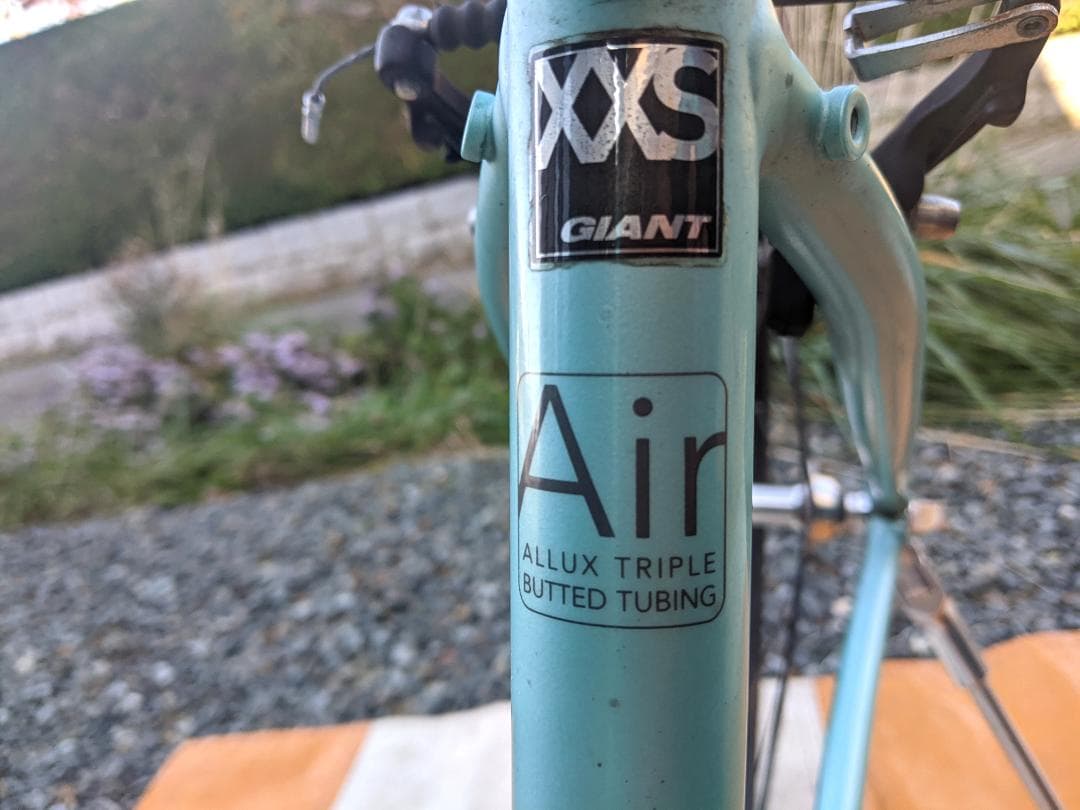 XXS
GIANT
Air
ALLUX TRIPLE
BUTTED TUBING